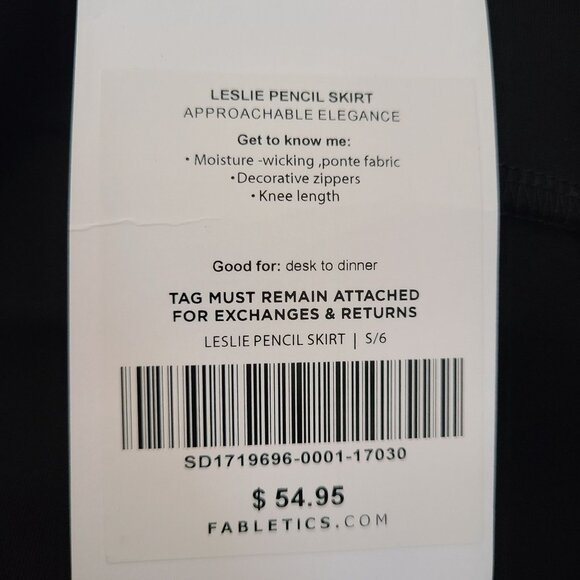 LESLIE PENCIL SKIRT
APPROACHABLE ELEGANCE
Get to know me:
• Moisture -wicking ,ponte fabric
•Decorative zippers
• Knee length
Good for: desk to dinner
TAG MUST REMAIN ATTACHED
FOR EXCHANGES & RETURNS
LESLIE PENCIL SKIRT | S/6
SD1719696-0001-17030
$ 54.95
FABLETICS.COM